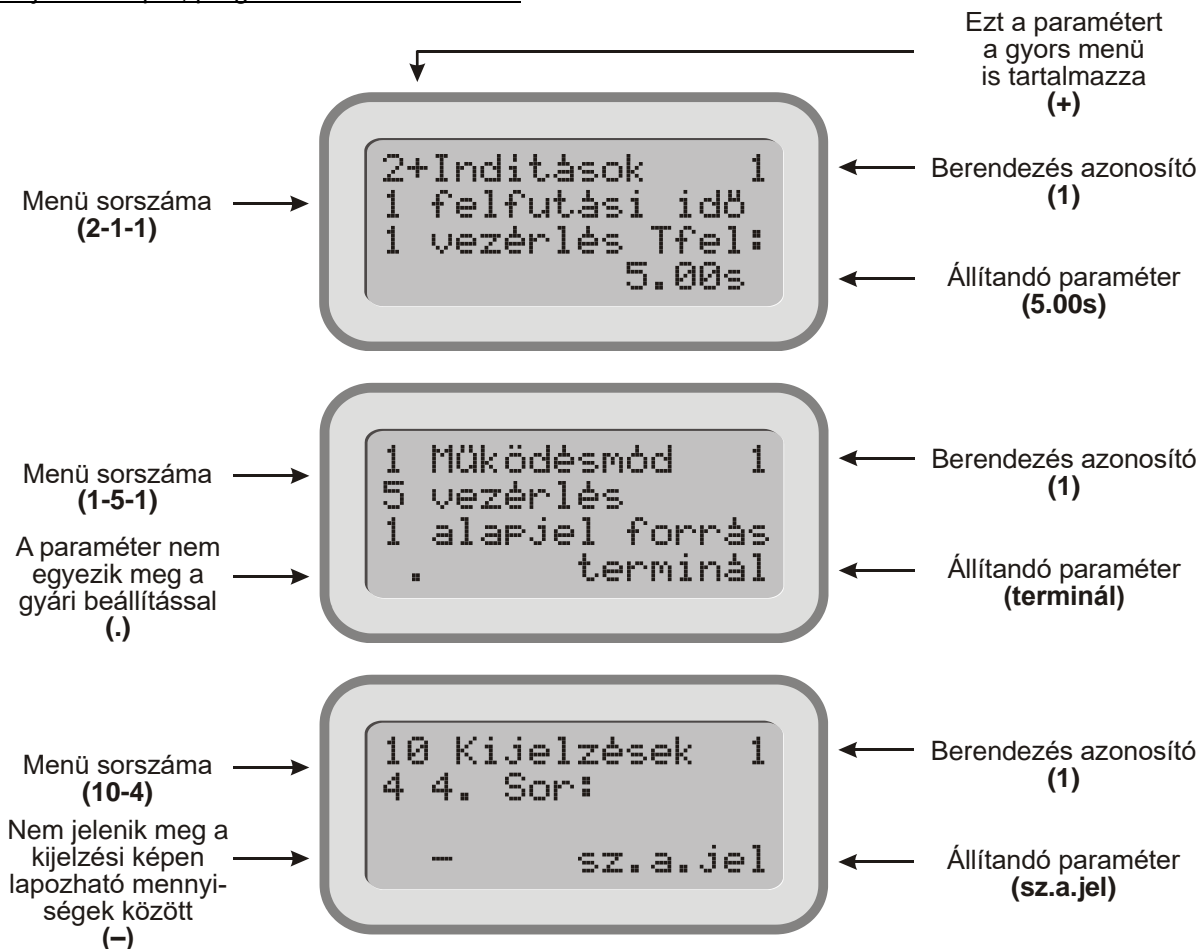 Ezt a paramétert
a gyors menü
is tartalmazza
(+)
Menü sorszáma
(2-1-1)
2+Indítások 1
1 felfutási idő
1 vezérlés Tfel:
5.00s
Berendezés azonosító
(1)
Állítandó paraméter
(5.00s)
Menü sorszáma
(1-5-1)
A paraméter nem
egyezik meg a
gyári beállítással
(.)
1 Működésmód 1
5 vezérlés
1 alapjel forrás
. terminál
Berendezés azonosító
(1)
Állítandó paraméter
(terminál)
Menü sorszáma
(10-4)
Nem jelenik meg a
kijelzési képen
lapozható mennyi-
ségek között
(–)
10 Kijelzések 1
4 4. Sor:
– sz.a.jel
Berendezés azonosító
(1)
Állítandó paraméter
(sz.a.jel)